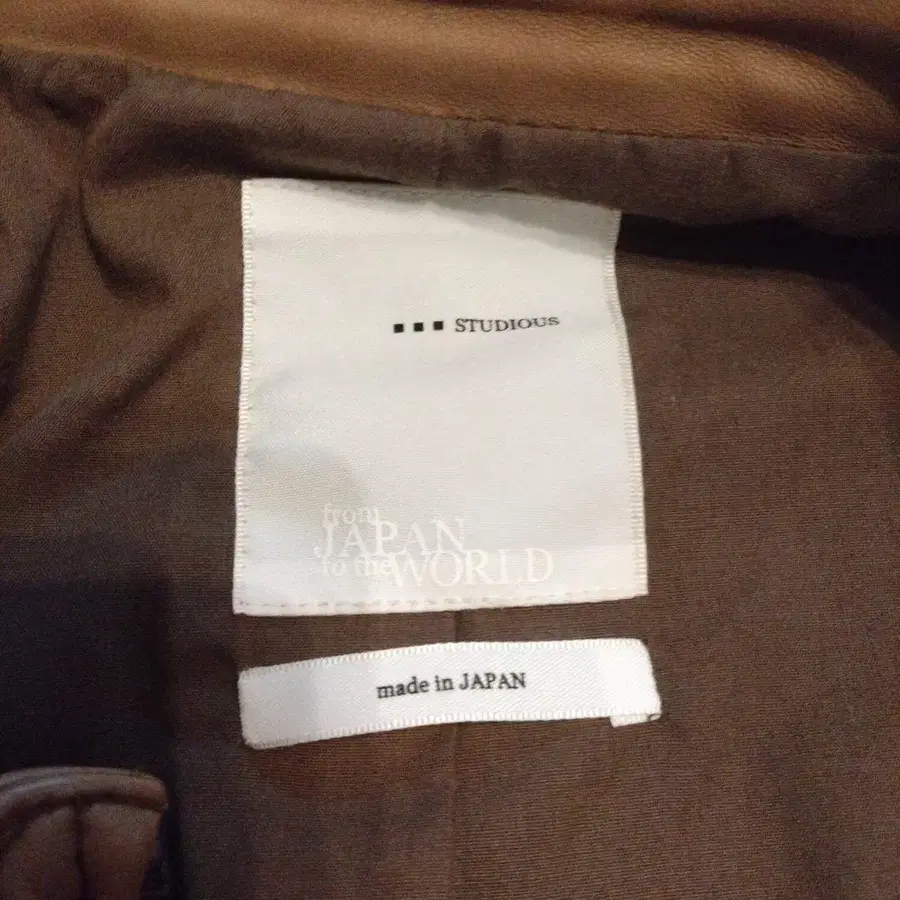 ▪▪▪ STUDIOUS
from
JAPAN
to the WORLD
made in JAPAN